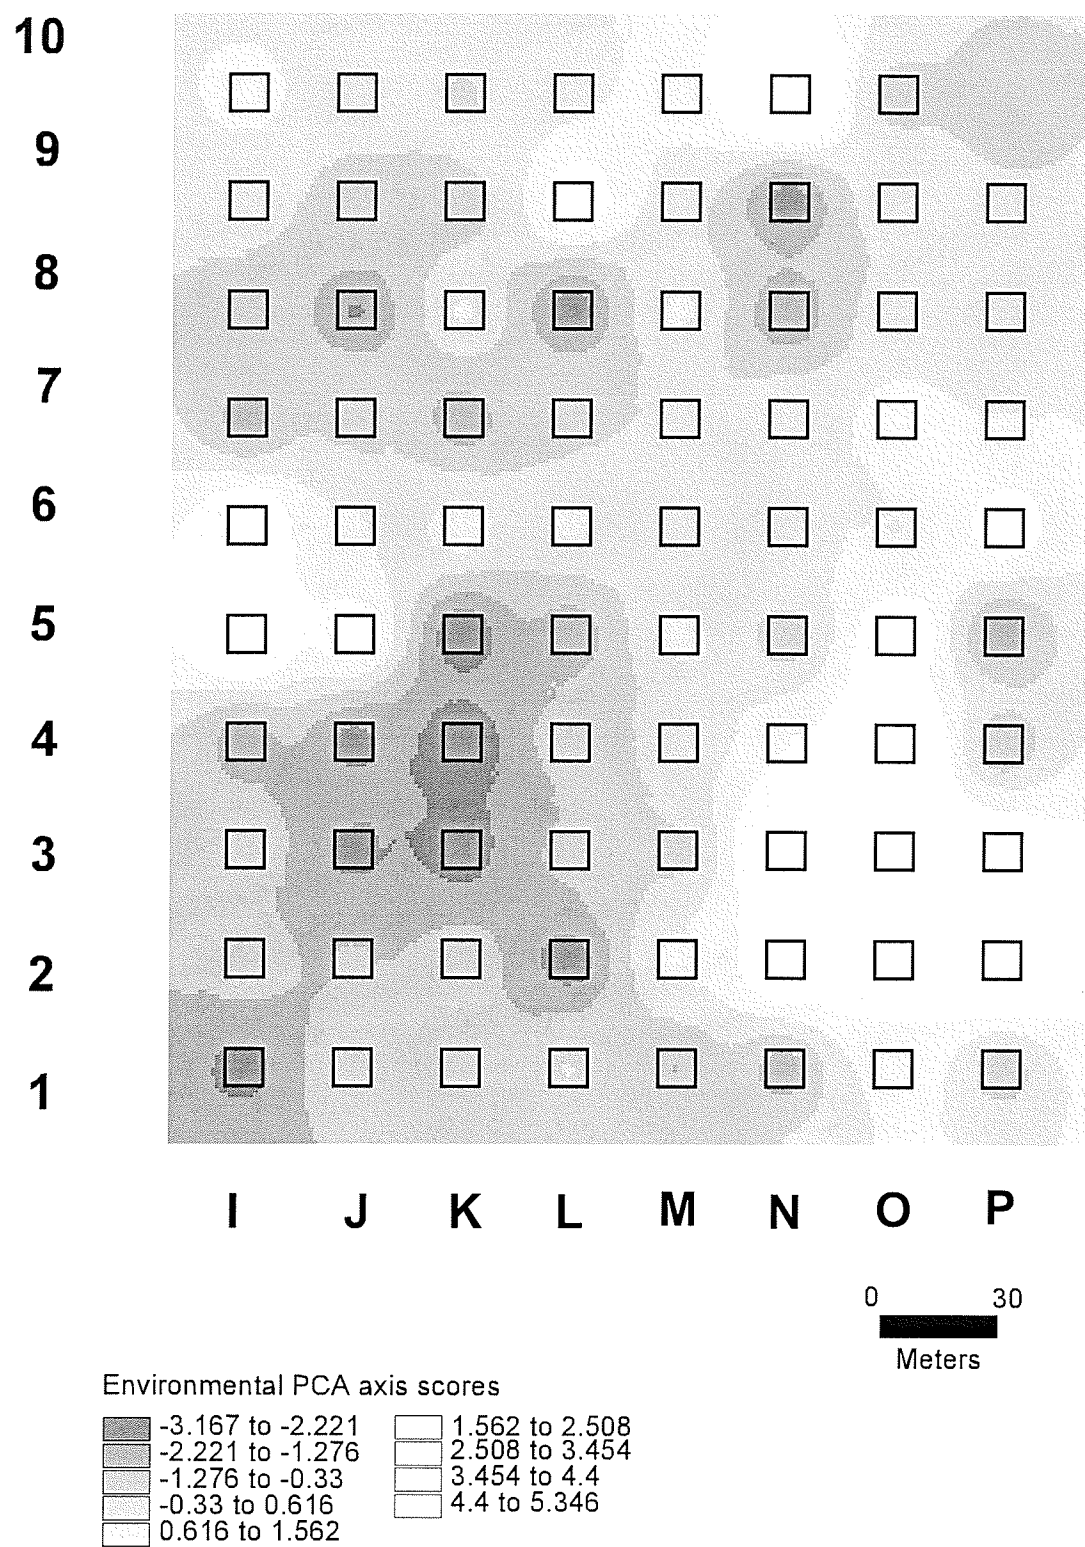 10
9
8
7
6
5
4
3
2
1
I J K L M N O P
0 30
Meters
Environmental PCA axis scores
-3.167 to -2.221
-2.221 to -1.276
-1.276 to -0.33
-0.33 to 0.616
0.616 to 1.562
1.562 to 2.508
2.508 to 3.454
3.454 to 4.4
4.4 to 5.346